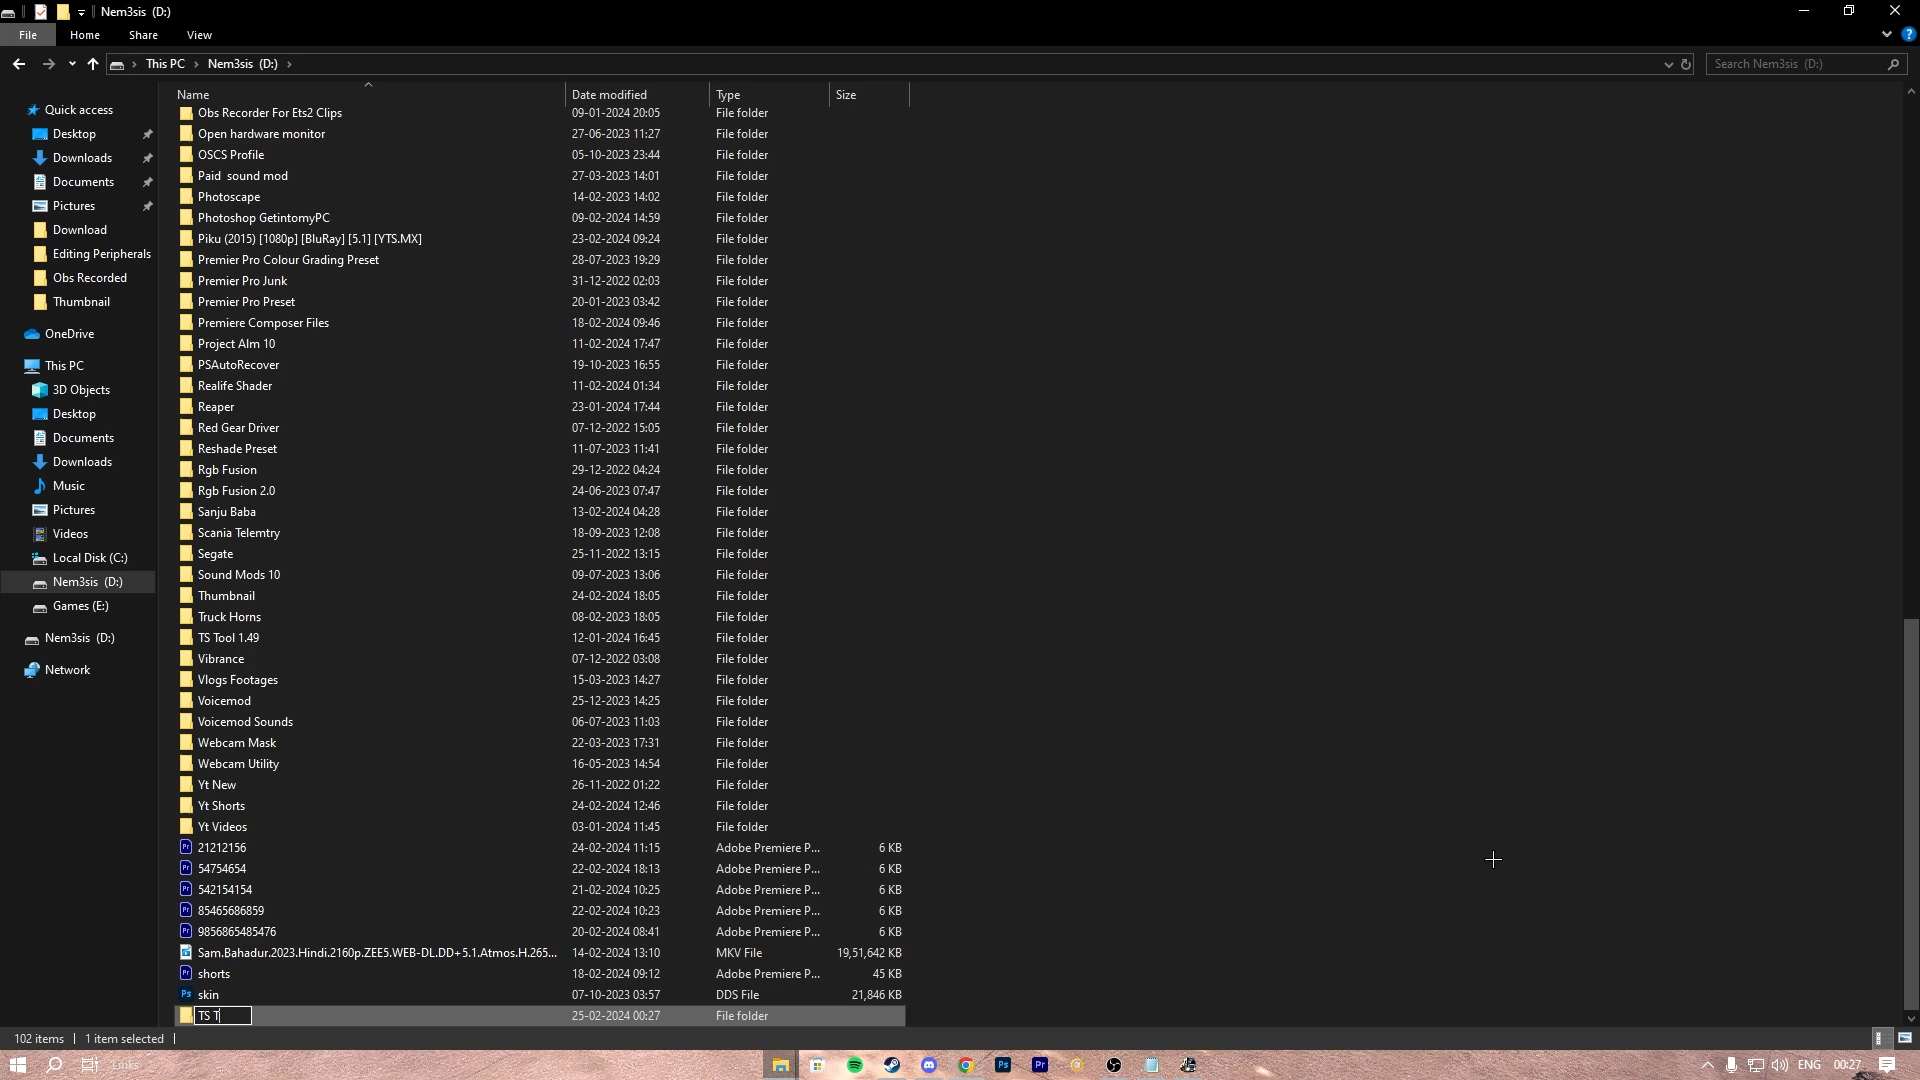 Nem3sis (D:)
File Home Share View
This PC Nem3sis (D:) Search Nem3sis (D:)
Name Date modified Type Size
Quick access
Desktop
Downloads
Documents
Pictures
Download
Editing Peripherals
Obs Recorded
Thumbnail
OneDrive
This PC
3D Objects
Desktop
Documents
Downloads
Music
Pictures
Videos
Local Disk (C:)
Nem3sis (D:)
Games (E:)
Nem3sis (D:)
Network
Obs Recorder For Ets2 Clips 09-01-2024 20:05 File folder
Open hardware monitor 27-06-2023 11:27 File folder
OSCS Profile 05-10-2023 23:44 File folder
Paid sound mod 27-03-2023 14:01 File folder
Photoscape 14-02-2023 14:02 File folder
Photoshop GetintomyPC 09-02-2024 14:59 File folder
Piku (2015) [1080p] [BluRay] [5.1] [YTS.MX] 23-02-2024 09:24 File folder
Premier Pro Colour Grading Preset 28-07-2023 19:29 File folder
Premier Pro Junk 31-12-2022 02:03 File folder
Premier Pro Preset 20-01-2023 03:42 File folder
Premiere Composer Files 18-02-2024 09:46 File folder
Project Alm 10 11-02-2024 17:47 File folder
PSAutoRecover 19-10-2023 16:55 File folder
Realife Shader 11-02-2024 01:34 File folder
Reaper 23-01-2024 17:44 File folder
Red Gear Driver 07-12-2022 15:05 File folder
Reshade Preset 11-07-2023 11:41 File folder
Rgb Fusion 29-12-2022 04:24 File folder
Rgb Fusion 2.0 24-06-2023 07:47 File folder
Sanju Baba 13-02-2024 04:28 File folder
Scania Telemtry 18-09-2023 12:08 File folder
Segate 25-11-2022 13:15 File folder
Sound Mods 10 09-07-2023 13:06 File folder
Thumbnail 24-02-2024 18:05 File folder
Truck Horns 08-02-2023 18:05 File folder
TS Tool 1.49 12-01-2024 16:45 File folder
Vibrance 07-12-2022 03:08 File folder
Vlogs Footages 15-03-2023 14:27 File folder
Voicemod 25-12-2023 14:25 File folder
Voicemod Sounds 06-07-2023 11:03 File folder
Webcam Mask 22-03-2023 17:31 File folder
Webcam Utility 16-05-2023 14:54 File folder
Yt New 26-11-2022 01:22 File folder
Yt Shorts 24-02-2024 12:46 File folder
Yt Videos 03-01-2024 11:45 File folder
21212156 24-02-2024 11:15 Adobe Premiere P... 6 KB
54754654 22-02-2024 18:13 Adobe Premiere P... 6 KB
542154154 21-02-2024 10:25 Adobe Premiere P... 6 KB
85465686859 22-02-2024 10:23 Adobe Premiere P... 6 KB
9856865485476 20-02-2024 08:41 Adobe Premiere P... 6 KB
Sam.Bahadur.2023.Hindi.2160p.ZEE5.WEB-DL.DD+5.1.Atmos.H.265... 14-02-2024 13:10 MKV File 19,51,642 KB
shorts 18-02-2024 09:12 Adobe Premiere P... 45 KB
skin 07-10-2023 03:57 DDS File 21,846 KB
TS T 25-02-2024 00:27 File folder
102 items 1 item selected
Links ENG 00:27